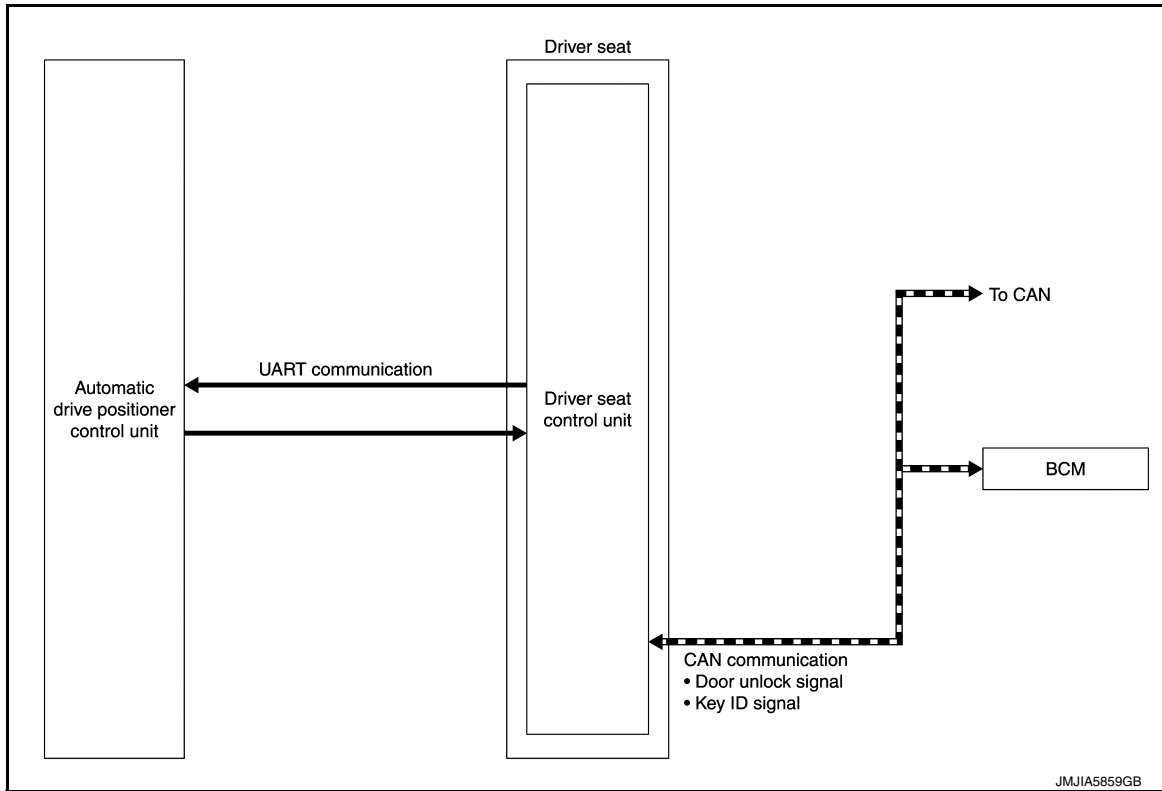 Driver seat
To CAN
UART communication
Automatic
drive positioner
control unit
Driver seat
control unit
BCM
CAN communication
• Door unlock signal
• Key ID signal
JMJIA5859GB